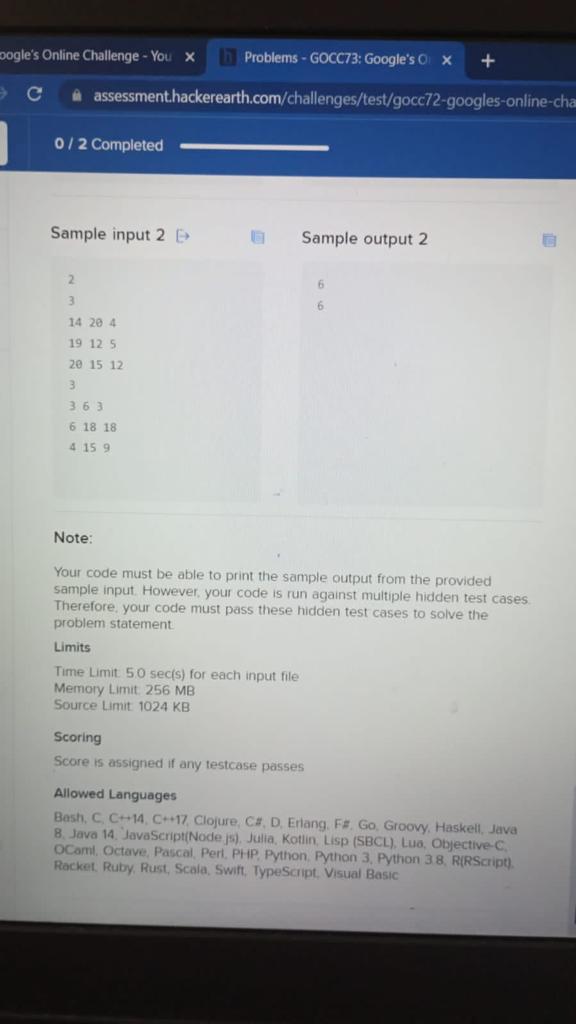 oogle's Online Challenge - You
Problems - GOCC73: Google's O
assessment.hackerearth.com/challenges/test/gocc72-googles-online-cha
0 / 2 Completed
Sample input 2
Sample output 2
2
3
14 20 4
19 12 5
20 15 12
3
3 6 3
6 18 18
4 15 9
6
6
Note:
Your code must be able to print the sample output from the provided
sample input. However, your code is run against multiple hidden test cases.
Therefore, your code must pass these hidden test cases to solve the
problem statement.
Limits
Time Limit: 5.0 sec(s) for each input file
Memory Limit: 256 MB
Source Limit: 1024 KB
Scoring
Score is assigned if any testcase passes
Allowed Languages
Bash, C, C++14, C++17, Clojure, C#, D, Erlang, F#, Go, Groovy, Haskell, Java
8, Java 14, JavaScript(Node.js), Julia, Kotlin, Lisp (SBCL), Lua, Objective-C,
OCaml, Octave, Pascal, Perl, PHP, Python, Python 3, Python 3.8, R(RScript),
Racket, Ruby, Rust, Scala, Swift, TypeScript, Visual Basic